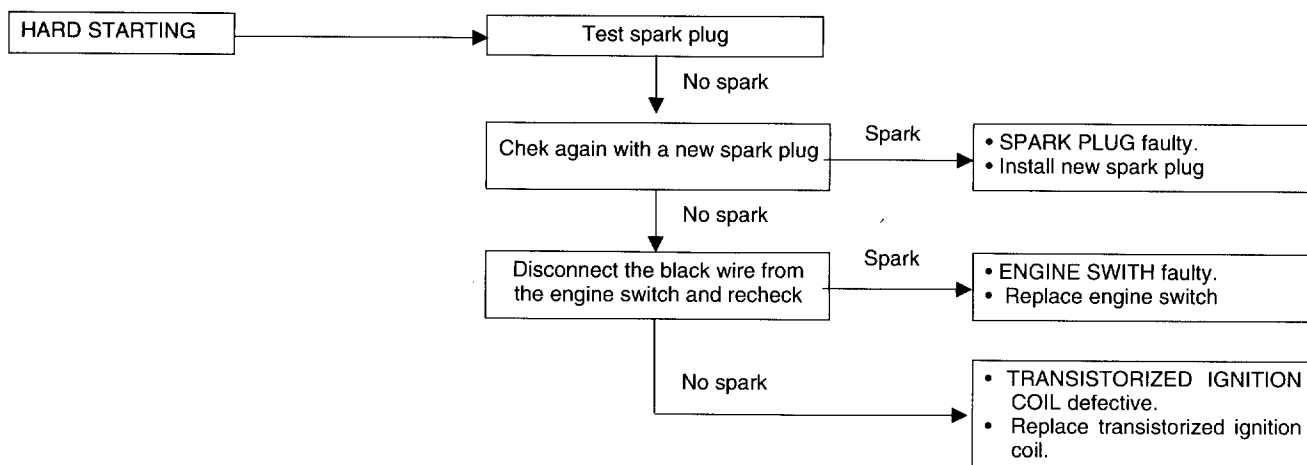 HARD STARTING
Test spark plug
No spark
Chek again with a new spark plug
Spark
• SPARK PLUG faulty.
• Install new spark plug
No spark
Disconnect the black wire from
the engine switch and recheck
Spark
• ENGINE SWITH faulty.
• Replace engine switch
No spark
• TRANSISTORIZED IGNITION
COIL defective.
• Replace transistorized ignition
coil.